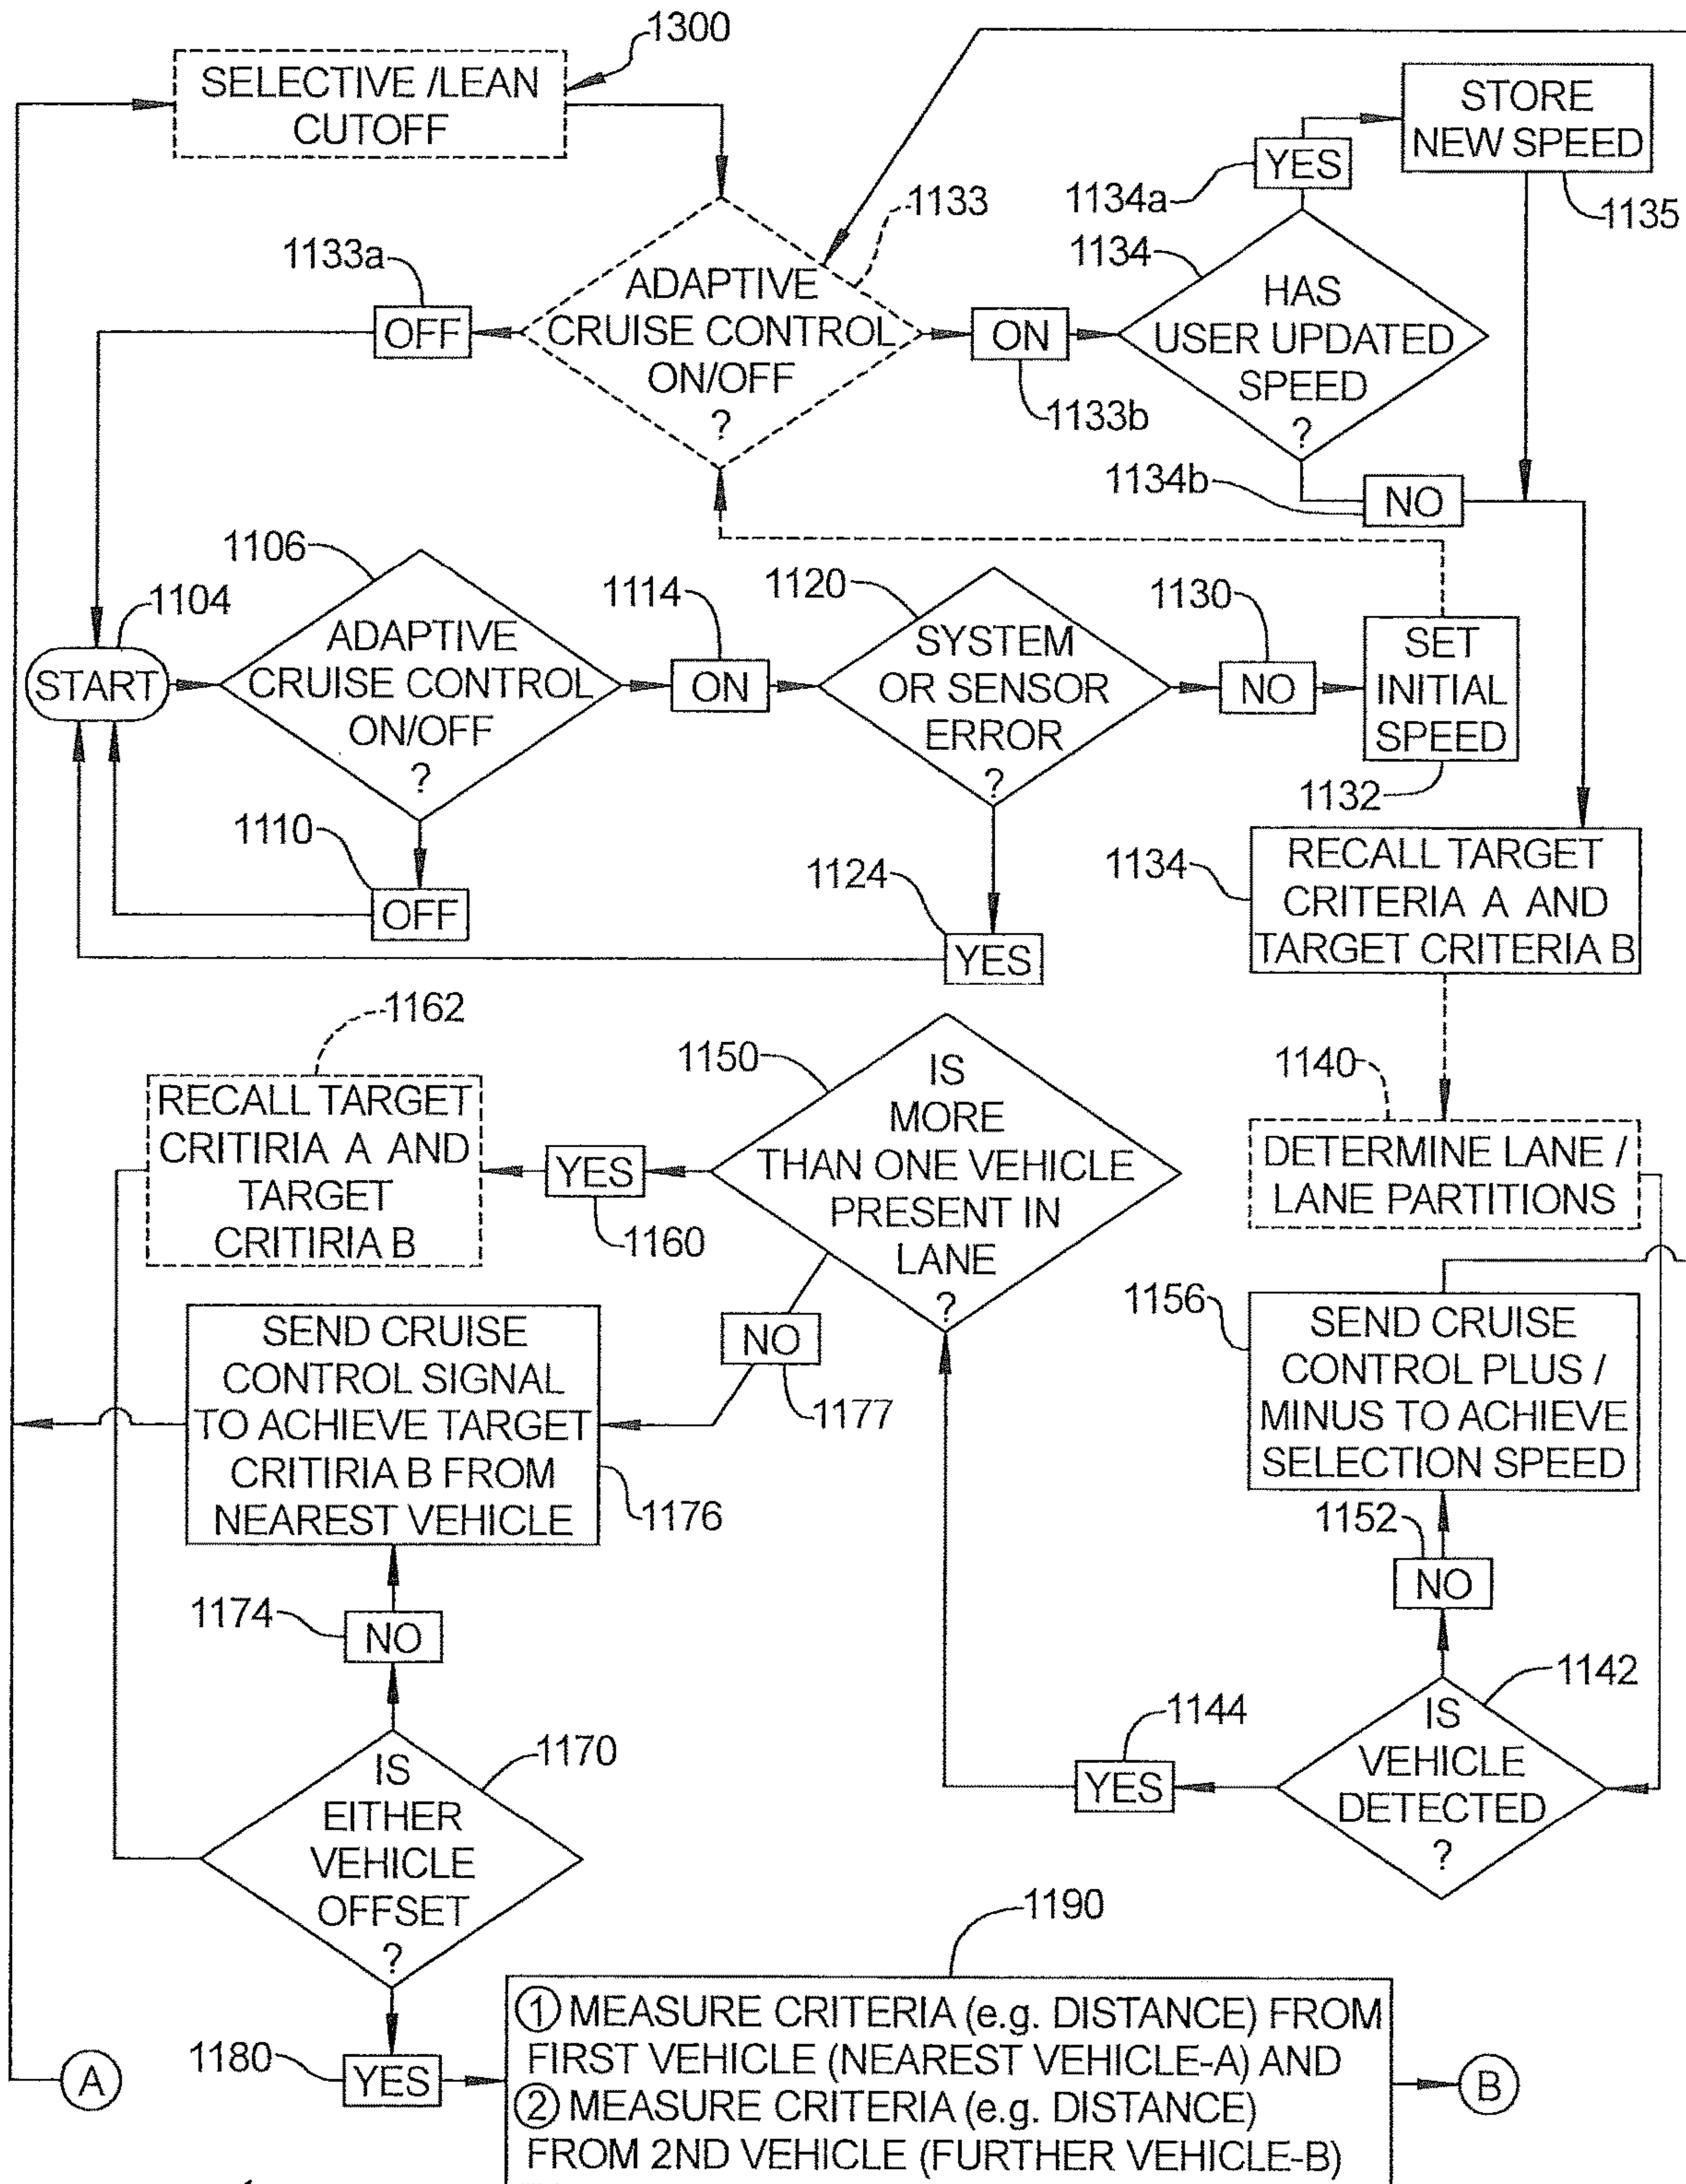 1300
SELECTIVE /LEAN
CUTOFF
STORE
NEW SPEED
1135
YES
1134a
1134
HAS
USER UPDATED
SPEED
?
1134b
NO
1133
ADAPTIVE
CRUISE CONTROL
ON/OFF
?
1133a
OFF
ON
1133b
1104
START
1106
ADAPTIVE
CRUISE CONTROL
ON/OFF
?
1110
OFF
1114
ON
1120
SYSTEM
OR SENSOR
ERROR
?
1124
YES
1130
NO
SET
INITIAL
SPEED
1132
1134
RECALL TARGET
CRITERIA A AND
TARGET CRITERIA B
1140
DETERMINE LANE /
LANE PARTITIONS
1162
RECALL TARGET
CRITIRIA A AND
TARGET
CRITIRIA B
YES
1160
1150
IS
MORE
THAN ONE VEHICLE
PRESENT IN
LANE
?
NO
1177
SEND CRUISE
CONTROL SIGNAL
TO ACHIEVE TARGET
CRITIRIA B FROM
NEAREST VEHICLE
1176
1156
SEND CRUISE
CONTROL PLUS /
MINUS TO ACHIEVE
SELECTION SPEED
1152
NO
1142
IS
VEHICLE
DETECTED
?
1144
YES
1174
NO
1170
IS
EITHER
VEHICLE
OFFSET
?
1180
YES
1190
① MEASURE CRITERIA (e.g. DISTANCE) FROM
FIRST VEHICLE (NEAREST VEHICLE-A) AND
② MEASURE CRITERIA (e.g. DISTANCE)
FROM 2ND VEHICLE (FURTHER VEHICLE-B)
A
B